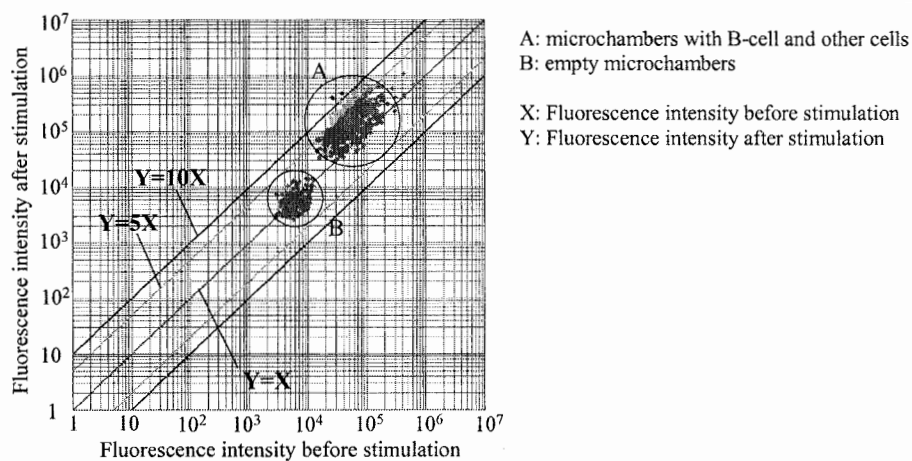 Fluorescence intensity after stimulation
10⁷
10⁶
10⁵
10⁴
10³
10²
10
1
A
B
Y=10X
Y=5X
Y=X
1 10 10² 10³ 10⁴ 10⁵ 10⁶ 10⁷
Fluorescence intensity before stimulation
A: microchambers with B-cell and other cells
B: empty microchambers
X: Fluorescence intensity before stimulation
Y: Fluorescence intensity after stimulation